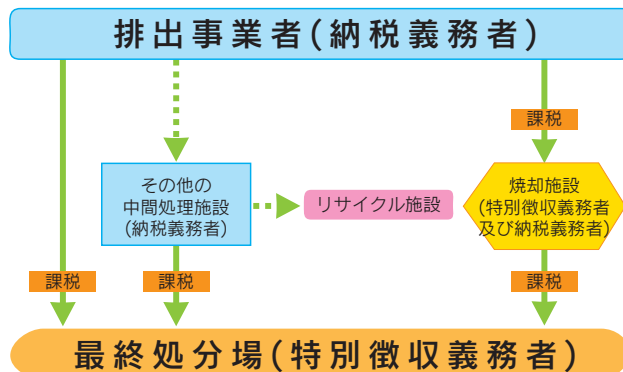 排出事業者(納税義務者)
課税
その他の
中間処理施設
(納税義務者)
リサイクル施設
焼却施設
(特別徴収義務者
及び納税義務者)
課税
課税
課税
最終処分場(特別徴収義務者)